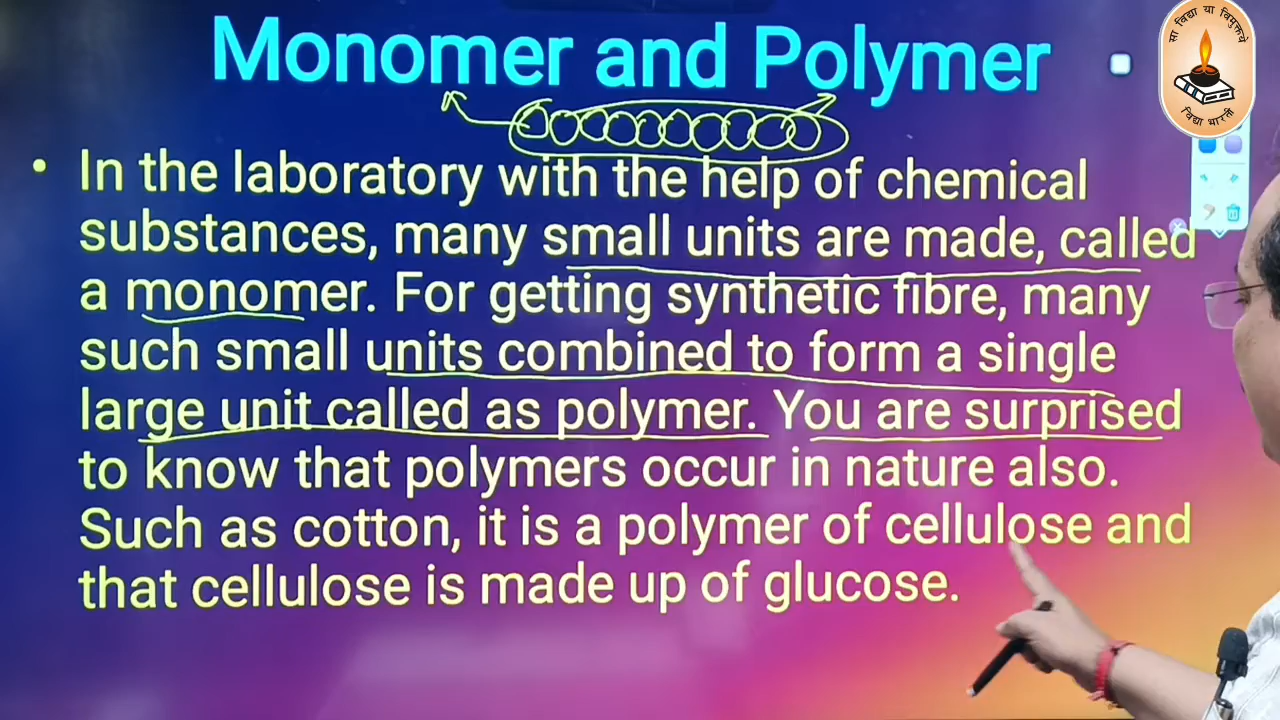 Monomer and Polymer
सा विद्या या विमुक्तये
विद्या भारती
• In the laboratory with the help of chemical
substances, many small units are made, called
a monomer. For getting synthetic fibre, many
such small units combined to form a single
large unit called as polymer. You are surprised
to know that polymers occur in nature also.
Such as cotton, it is a polymer of cellulose and
that cellulose is made up of glucose.